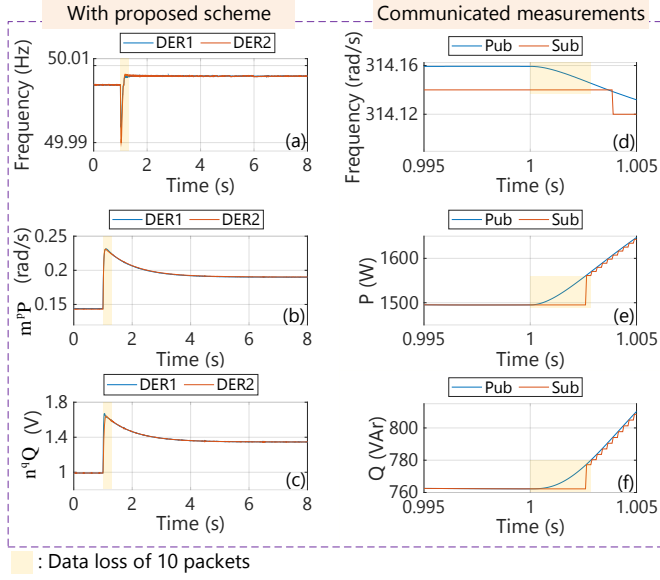 With proposed scheme
Communicated measurements
DER1 DER2
Frequency (Hz)
50.01
49.99
0 2 4 6 8
Time (s)
(a)
Pub Sub
Frequency (rad/s)
314.16
314.12
0.995 1 1.005
Time (s)
(d)
DER1 DER2
mᵖP (rad/s)
0.25
0.2
0.15
0 2 4 6 8
Time (s)
(b)
Pub Sub
P (W)
1600
1500
0.995 1 1.005
Time (s)
(e)
DER1 DER2
nᑫQ (V)
1.8
1.4
1
0 2 4 6 8
Time (s)
(c)
Pub Sub
Q (VAr)
800
780
760
0.995 1 1.005
Time (s)
(f)
: Data loss of 10 packets